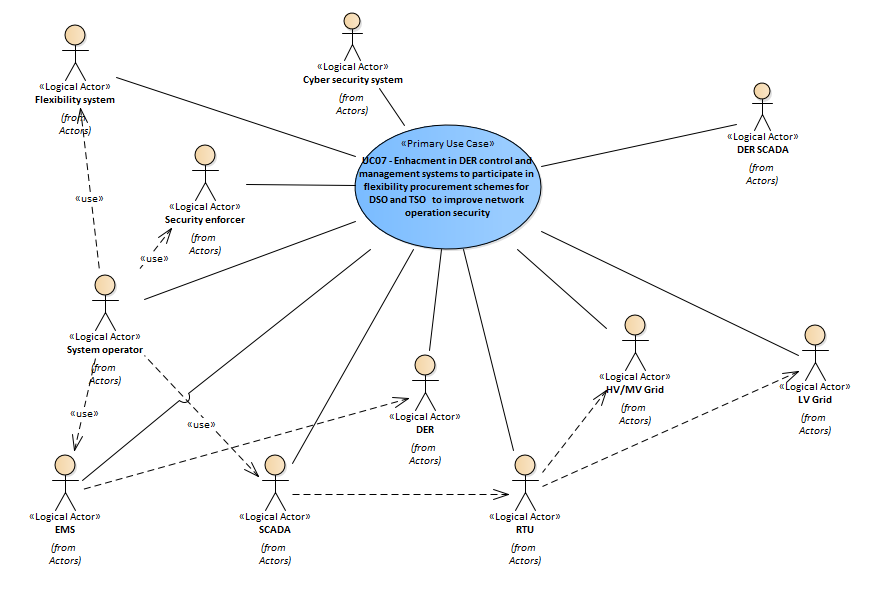 «Logical Actor»
Flexibility system
(from
Actors)
«Logical Actor»
Cyber security system
(from
Actors)
«Logical Actor»
DER SCADA
(from
Actors)
«Primary Use Case»
UC07 - Enhacment in DER control and
management systems to participate in
flexibility procurement schemes for
DSO and TSO to improve network
operation security
«use»
«Logical Actor»
Security enforcer
(from
Actors)
«use»
«Logical Actor»
System operator
(from
Actors)
«use»
«use»
«Logical Actor»
DER
(from
Actors)
«Logical Actor»
HV/MV Grid
(from
Actors)
«Logical Actor»
LV Grid
(from
Actors)
«Logical Actor»
EMS
(from
Actors)
«Logical Actor»
SCADA
(from
Actors)
«Logical Actor»
RTU
(from
Actors)